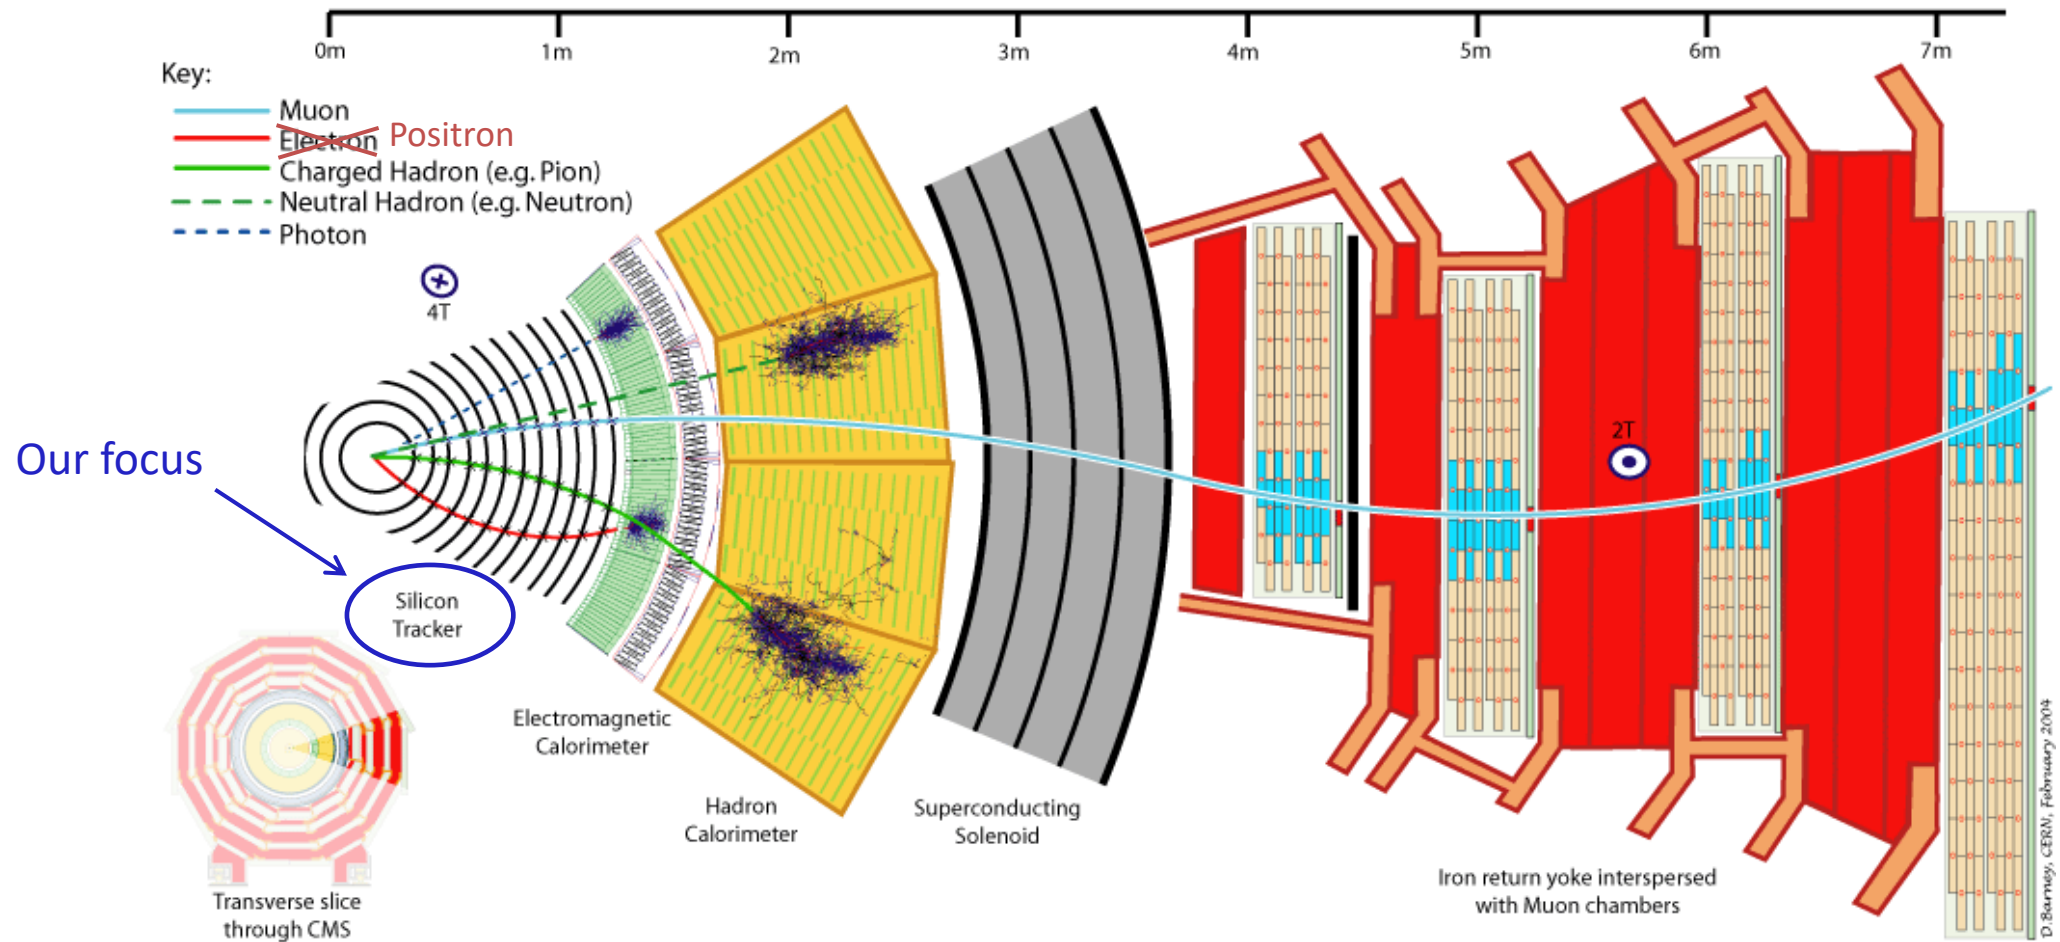 0m 1m 2m 3m 4m 5m 6m 7m
Key:
Muon
Electron Positron
Charged Hadron (e.g. Pion)
Neutral Hadron (e.g. Neutron)
Photon
4T
2T
Our focus
Silicon
Tracker
Electromagnetic
Calorimeter
Hadron
Calorimeter
Superconducting
Solenoid
Iron return yoke interspersed
with Muon chambers
Transverse slice
through CMS
D.Barney, CERN, February 2004